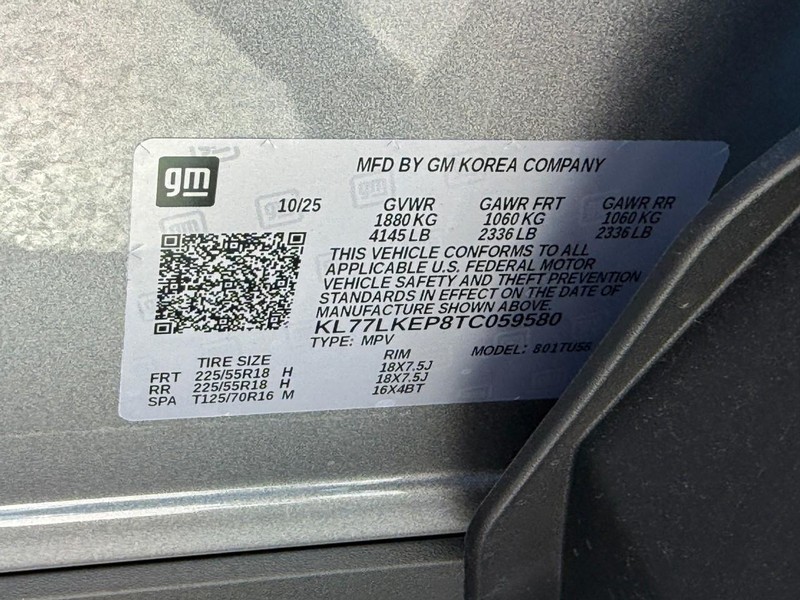 gm
MFD BY GM KOREA COMPANY
10/25 GVWR GAWR FRT GAWR RR
1880 KG 1060 KG 1060 KG
4145 LB 2336 LB 2336 LB
THIS VEHICLE CONFORMS TO ALL
APPLICABLE U.S. FEDERAL MOTOR
VEHICLE SAFETY AND THEFT PREVENTION
STANDARDS IN EFFECT ON THE DATE OF
MANUFACTURE SHOWN ABOVE
KL77LKEP8TC059580
TYPE: MPV MODEL: 801TU56
TIRE SIZE RIM
FRT 225/55R18 H 18X7.5J
RR 225/55R18 H 18X7.5J
SPA T125/70R16 M 16X4BT